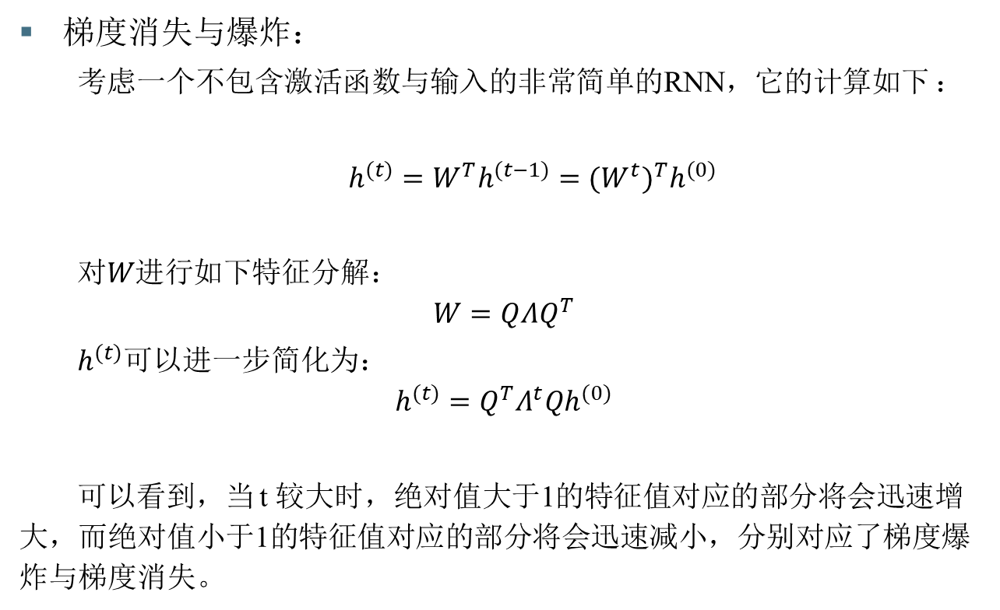 ▪ 梯度消失与爆炸：
考虑一个不包含激活函数与输入的非常简单的RNN，它的计算如下：
h^{(t)} = W^T h^{(t−1)} = (W^t)^T h^{(0)}
对W进行如下特征分解：
W = QΛQ^T
h^{(t)}可以进一步简化为：
h^{(t)} = Q^T Λ^t Q h^{(0)}
可以看到，当 t 较大时，绝对值大于1的特征值对应的部分将会迅速增
大，而绝对值小于1的特征值对应的部分将会迅速减小，分别对应了梯度爆
炸与梯度消失。